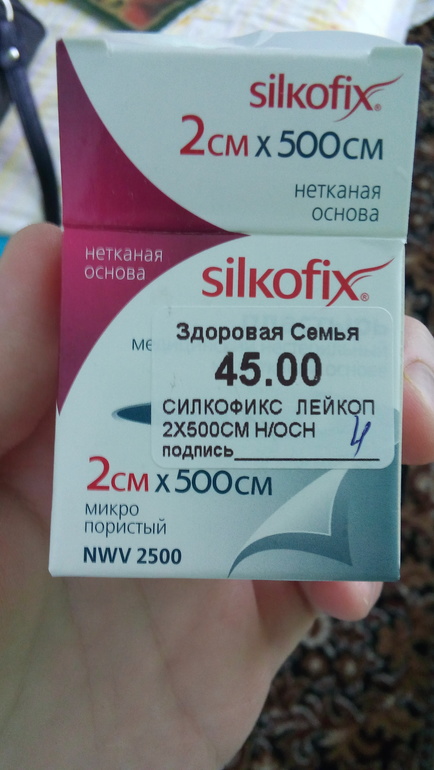 silkofix®
2см x 500см
нетканая
основа
нетканая
основа
silkofix®
Здоровая Семья
45.00
СИЛКОФИКС ЛЕЙКОП
2Х500СМ Н/ОСН
подпись
2см x 500см
микро
пористый
NWV 2500